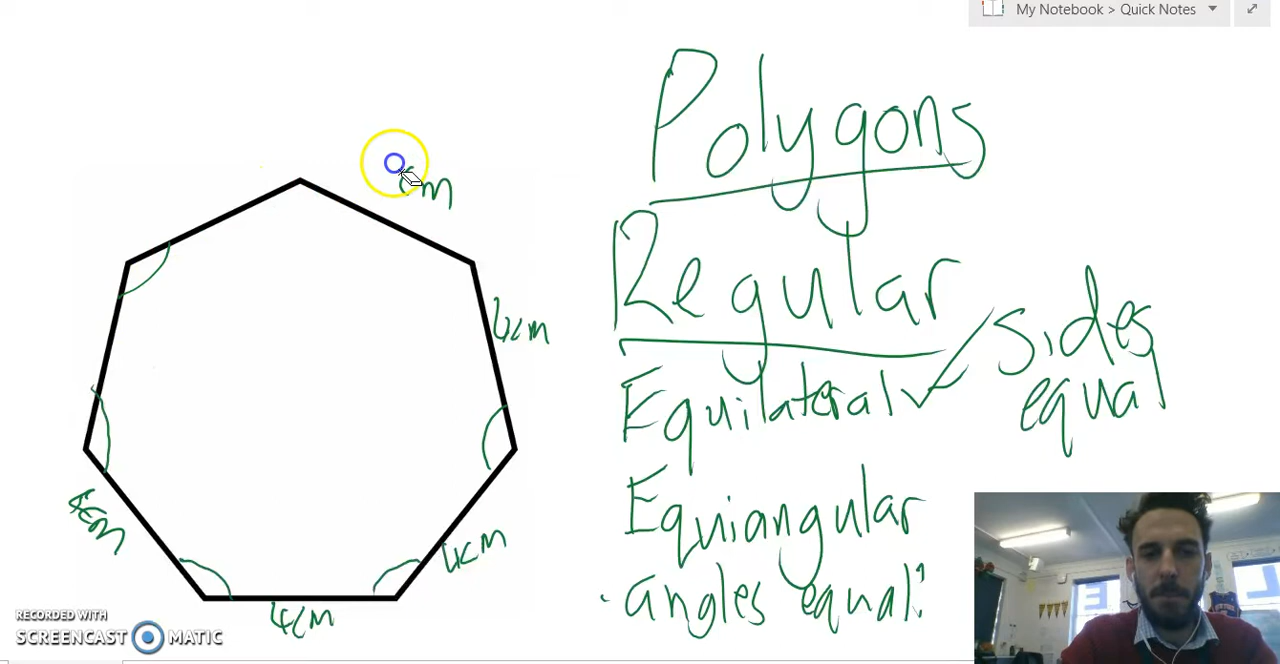 My Notebook > Quick Notes
Polygons
Regular
Equilateral ✓ sides
equal
Equiangular
. angles equal?
cm
4cm
4cm
4cm
4cm
RECORDED WITH
SCREENCAST MATIC